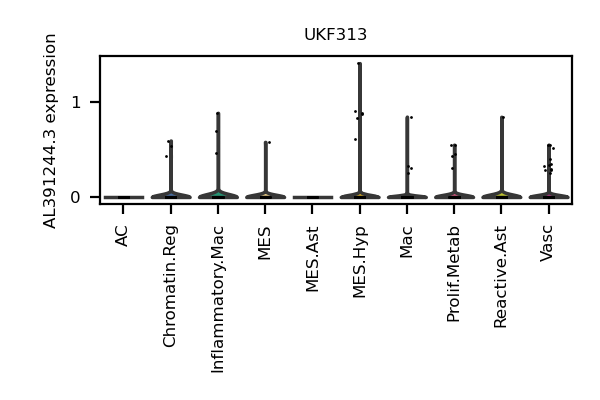 UKF313
AL391244.3 expression
1
0
AC
Chromatin.Reg
Inflammatory.Mac
MES
MES.Ast
MES.Hyp
Mac
Prolif.Metab
Reactive.Ast
Vasc